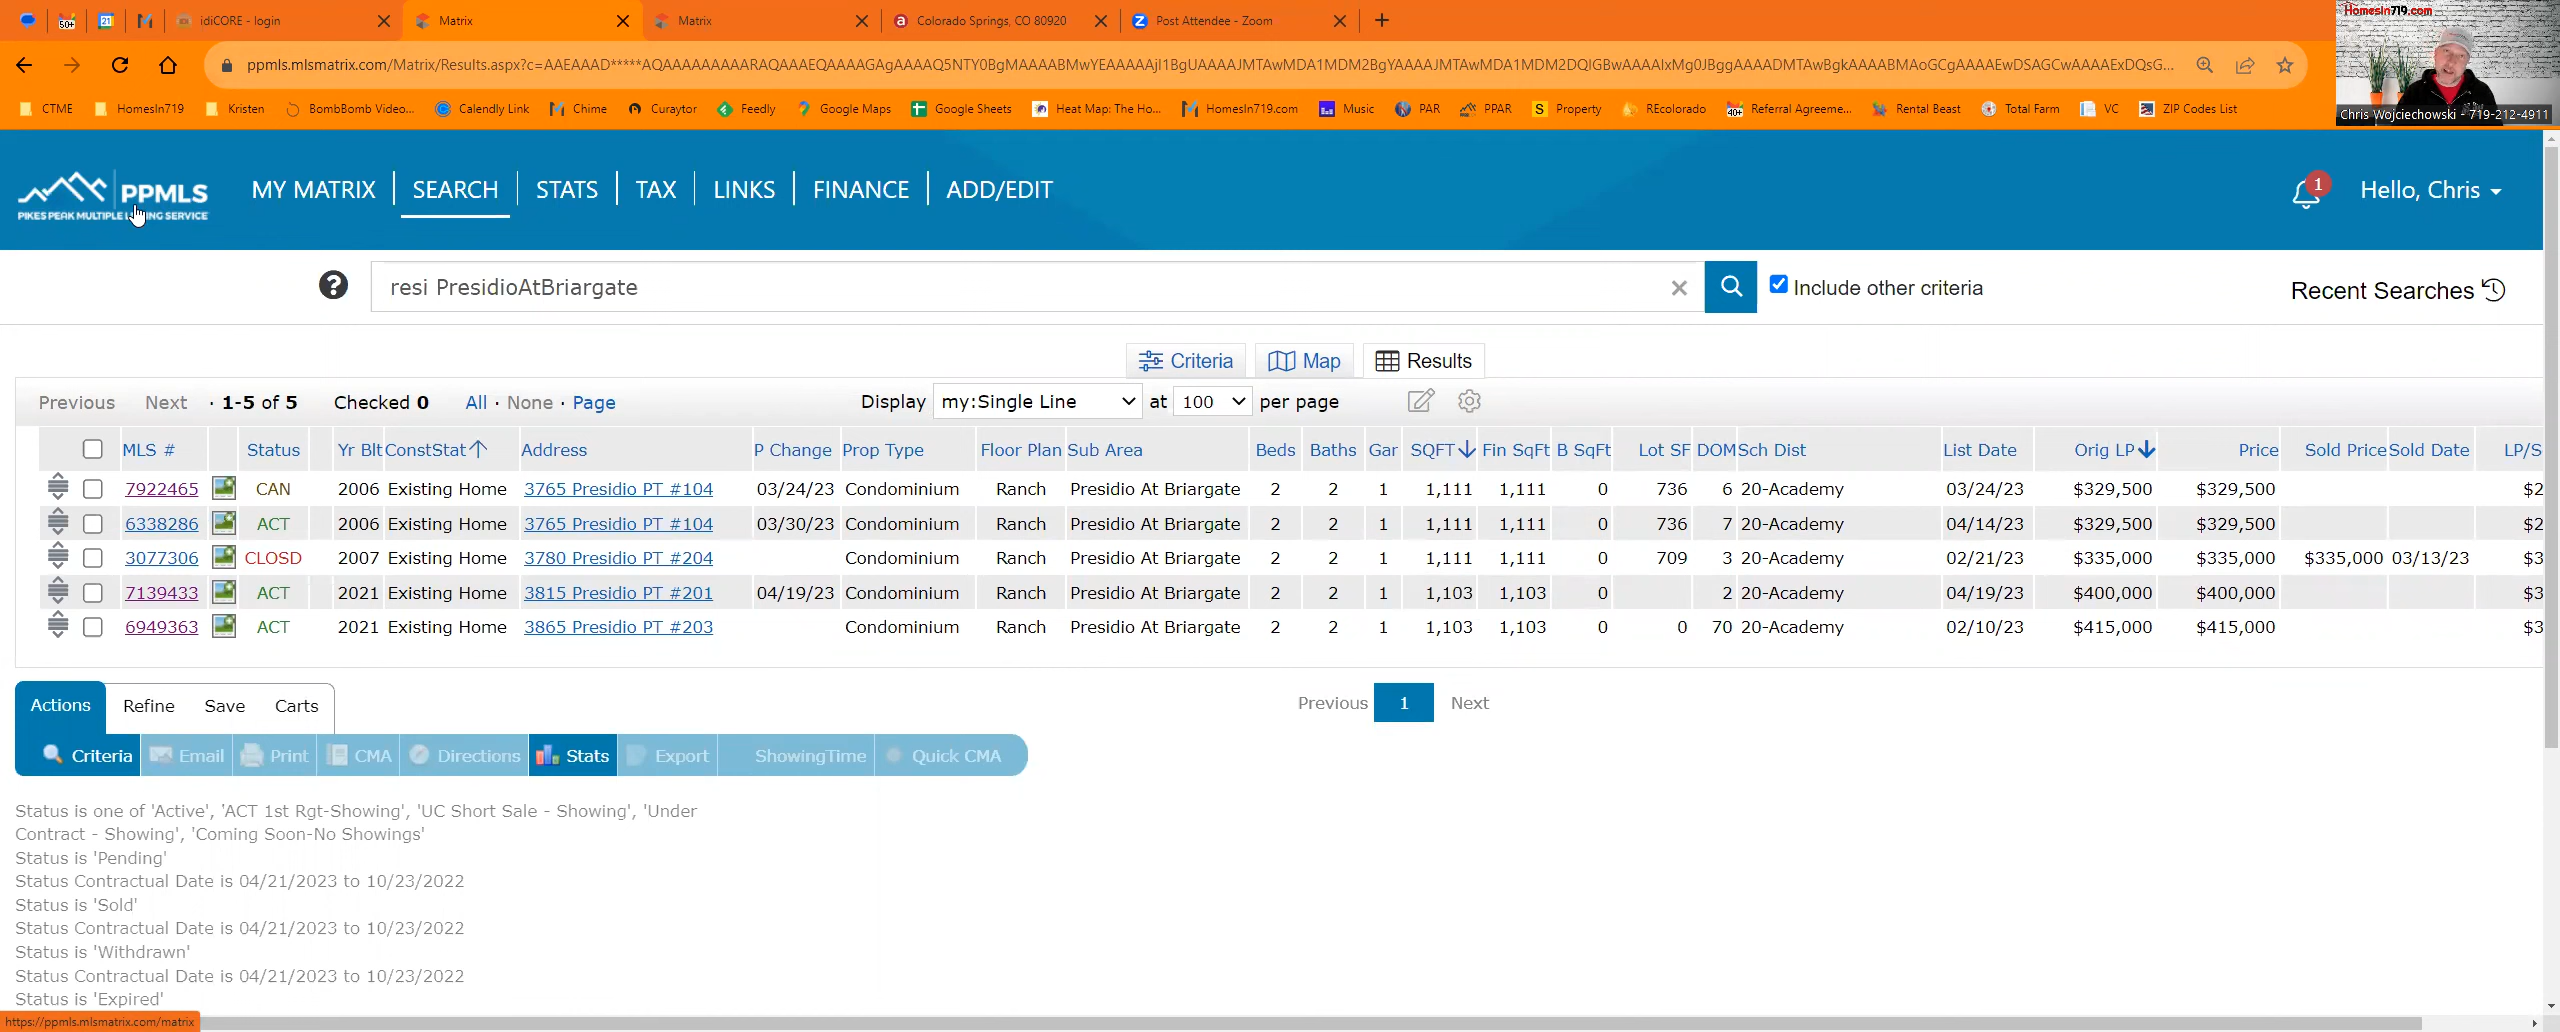 50+ 21 idiCORE - login Matrix Matrix Colorado Springs, CO 80920 Post Attendee - Zoom
HomesIn719.com
ppmls.mlsmatrix.com/Matrix/Results.aspx?c=AAEAAAD*****AQAAAAAAAAARAQAAAEQAAAAGAgAAAAQ5NTY0BgMAAAABMwYEAAAAAjI1BgUAAAAJMTAwMDA1MDM2BgYAAAAJMTAwMDA1MDM2DQIGBwAAAAIxMg0JBggAAAADMTAwBgkAAAABMAoGCgAAAAEwDSAGCwAAAAExDQsG...
CTME HomesIn719 Kristen BombBomb Video... Calendly Link Chime Curaytor Feedly Google Maps Google Sheets Heat Map: The Ho... HomesIn719.com Music PAR PPAR Property REcolorado 40+ Referral Agreeme... Rental Beast Total Farm VC ZIP Codes List
Chris Wojciechowski - 719-212-4911
PPMLS
PIKES PEAK MULTIPLE LISTING SERVICE
MY MATRIX SEARCH STATS TAX LINKS FINANCE ADD/EDIT 1 Hello, Chris
? resi PresidioAtBriargate Include other criteria Recent Searches
Criteria Map Results
Previous Next · 1-5 of 5 Checked 0 All · None · Page Display my:Single Line at 100 per page
MLS # Status Yr Blt ConstStat Address P Change Prop Type Floor Plan Sub Area Beds Baths Gar SQFT Fin SqFt B SqFt Lot SF DOM Sch Dist List Date Orig LP Price Sold Price Sold Date LP/S
7922465 CAN 2006 Existing Home 3765 Presidio PT #104 03/24/23 Condominium Ranch Presidio At Briargate 2 2 1 1,111 1,111 0 736 6 20-Academy 03/24/23 $329,500 $329,500 $2
6338286 ACT 2006 Existing Home 3765 Presidio PT #104 03/30/23 Condominium Ranch Presidio At Briargate 2 2 1 1,111 1,111 0 736 7 20-Academy 04/14/23 $329,500 $329,500 $2
3077306 CLOSD 2007 Existing Home 3780 Presidio PT #204 Condominium Ranch Presidio At Briargate 2 2 1 1,111 1,111 0 709 3 20-Academy 02/21/23 $335,000 $335,000 $335,000 03/13/23 $3
7139433 ACT 2021 Existing Home 3815 Presidio PT #201 04/19/23 Condominium Ranch Presidio At Briargate 2 2 1 1,103 1,103 0 2 20-Academy 04/19/23 $400,000 $400,000 $3
6949363 ACT 2021 Existing Home 3865 Presidio PT #203 Condominium Ranch Presidio At Briargate 2 2 1 1,103 1,103 0 0 70 20-Academy 02/10/23 $415,000 $415,000 $3
Actions Refine Save Carts Previous 1 Next
Criteria Email Print CMA Directions Stats Export ShowingTime Quick CMA
Status is one of 'Active', 'ACT 1st Rgt-Showing', 'UC Short Sale - Showing', 'Under
Contract - Showing', 'Coming Soon-No Showings'
Status is 'Pending'
Status Contractual Date is 04/21/2023 to 10/23/2022
Status is 'Sold'
Status Contractual Date is 04/21/2023 to 10/23/2022
Status is 'Withdrawn'
Status Contractual Date is 04/21/2023 to 10/23/2022
Status is 'Expired'
https://ppmls.mlsmatrix.com/matrix